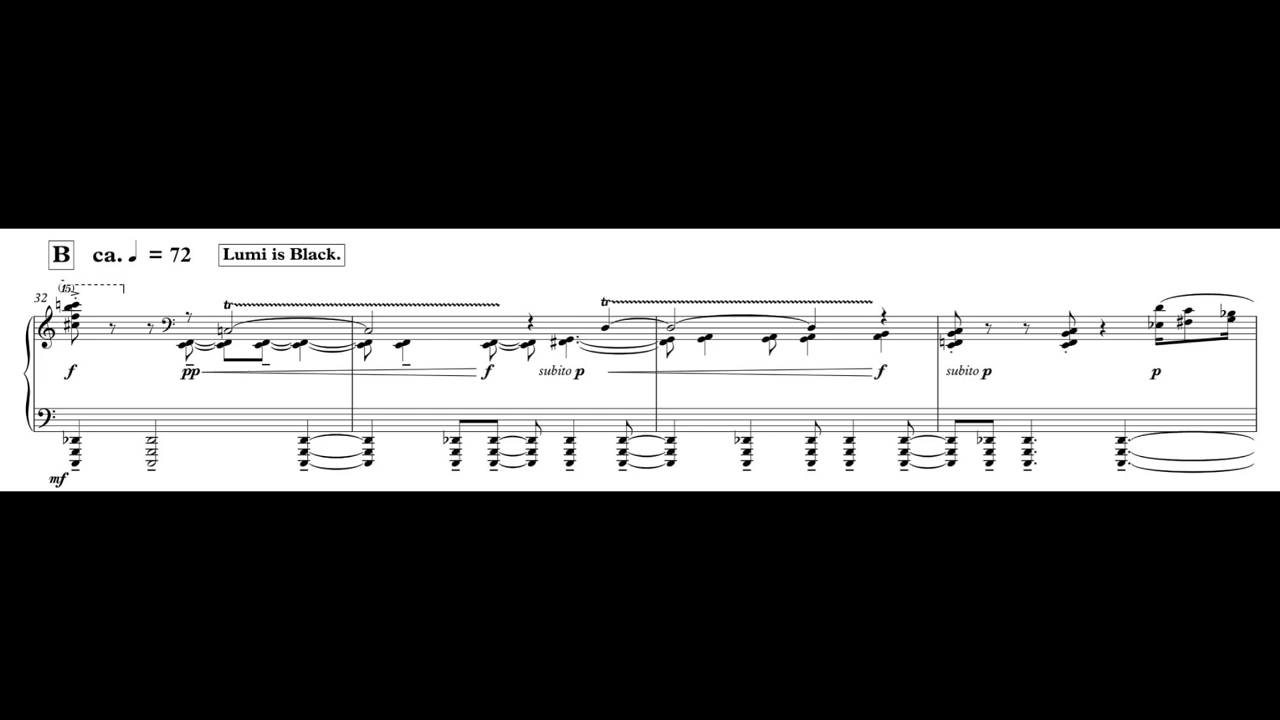 B ca. ♩ = 72 Lumi is Black.
(15)
32 tr tr
f pp f subito p f subito p p
mf